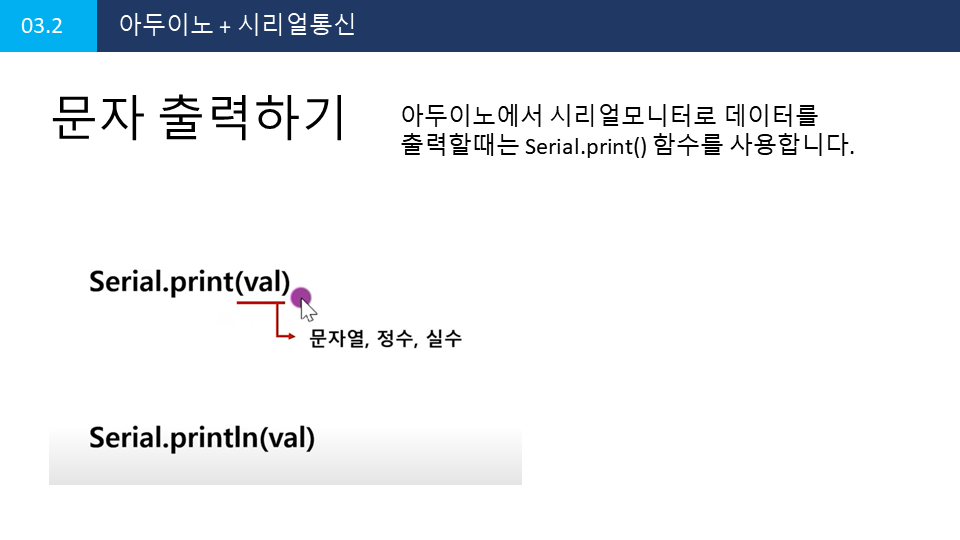 03.2
아두이노 + 시리얼통신
문자 출력하기
아두이노에서 시리얼모니터로 데이터를
출력할때는 Serial.print() 함수를 사용합니다.
Serial.print(val)
문자열, 정수, 실수
Serial.println(val)